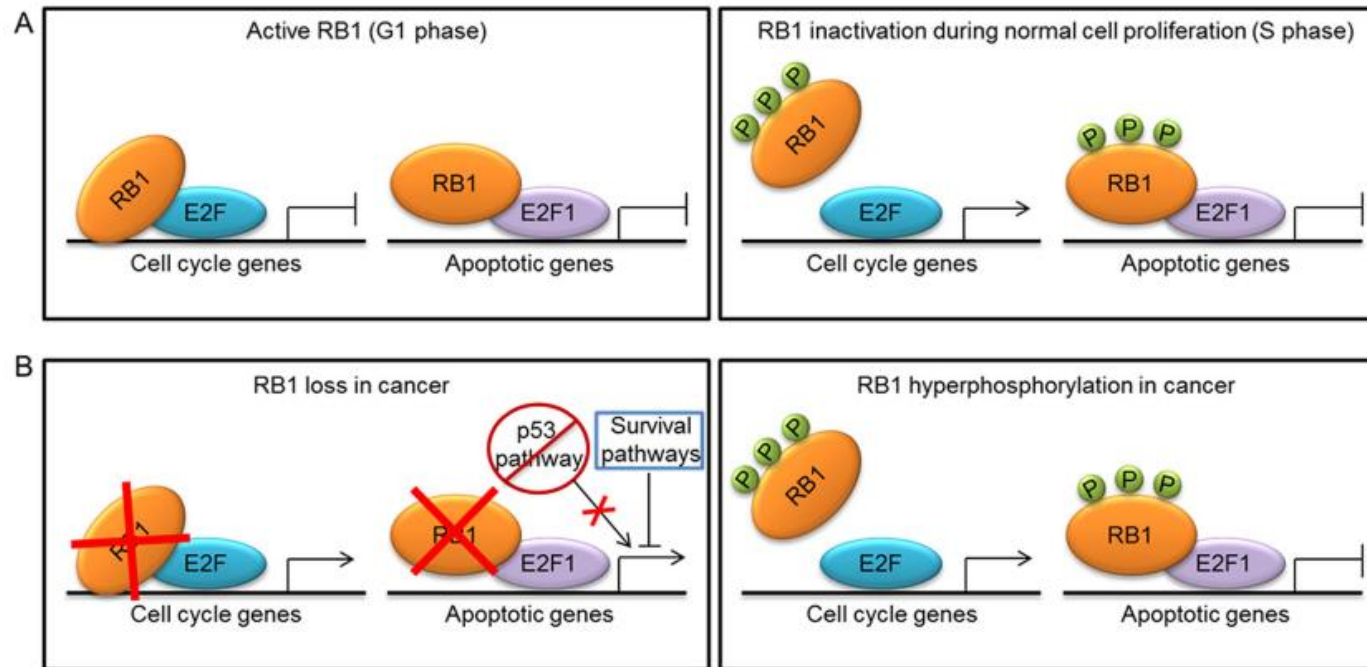 A
Active RB1 (G1 phase)
RB1
E2F
Cell cycle genes
RB1
E2F1
Apoptotic genes
RB1 inactivation during normal cell proliferation (S phase)
P
P
P
RB1
E2F
Cell cycle genes
P
P
P
RB1
E2F1
Apoptotic genes
B
RB1 loss in cancer
RB1
E2F
Cell cycle genes
p53
pathway
Survival
pathways
RB1
E2F1
Apoptotic genes
RB1 hyperphosphorylation in cancer
P
P
P
RB1
E2F
Cell cycle genes
P
P
P
RB1
E2F1
Apoptotic genes